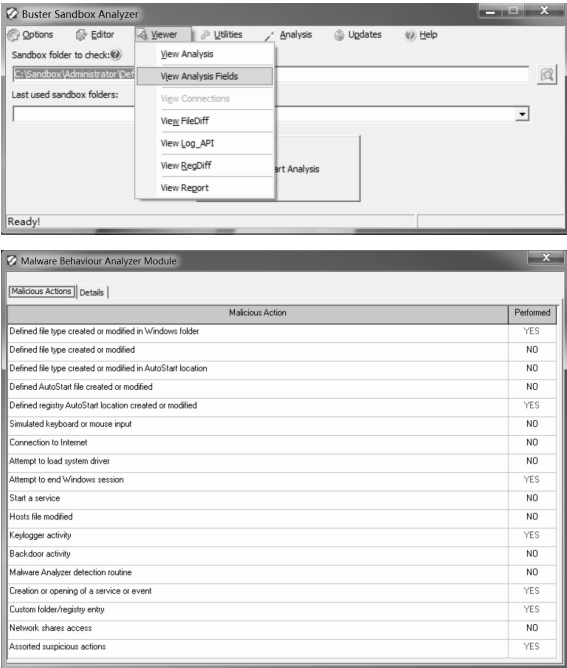 Buster Sandbox Analyzer
Options Editor Viewer Utilities Analysis Updates Help
Sandbox folder to check:
C:\Sandbox\Administrator\Def
Last used sandbox folders:
View Analysis
View Analysis Fields
View Connections
View FileDiff
View Log_API
View RegDiff
View Report
rt Analysis
Ready!
Malware Behaviour Analyzer Module
Malicious Actions Details
Malicious Action Performed
Defined file type created or modified in Windows folder YES
Defined file type created or modified NO
Defined file type created or modified in AutoStart location NO
Defined AutoStart file created or modified NO
Defined registry AutoStart location created or modified YES
Simulated keyboard or mouse input NO
Connection to Internet NO
Attempt to load system driver NO
Attempt to end Windows session YES
Start a service NO
Hosts file modified NO
Keylogger activity YES
Backdoor activity NO
Malware Analyzer detection routine NO
Creation or opening of a service or event YES
Custom folder/registry entry YES
Network shares access NO
Assorted suspicious actions YES